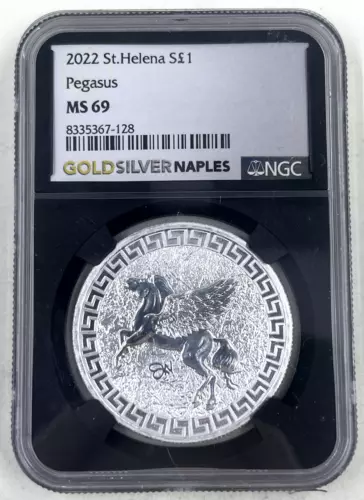 2022 St.Helena S£1
Pegasus
MS 69
8335367-128
GOLDSILVERNAPLES NGC